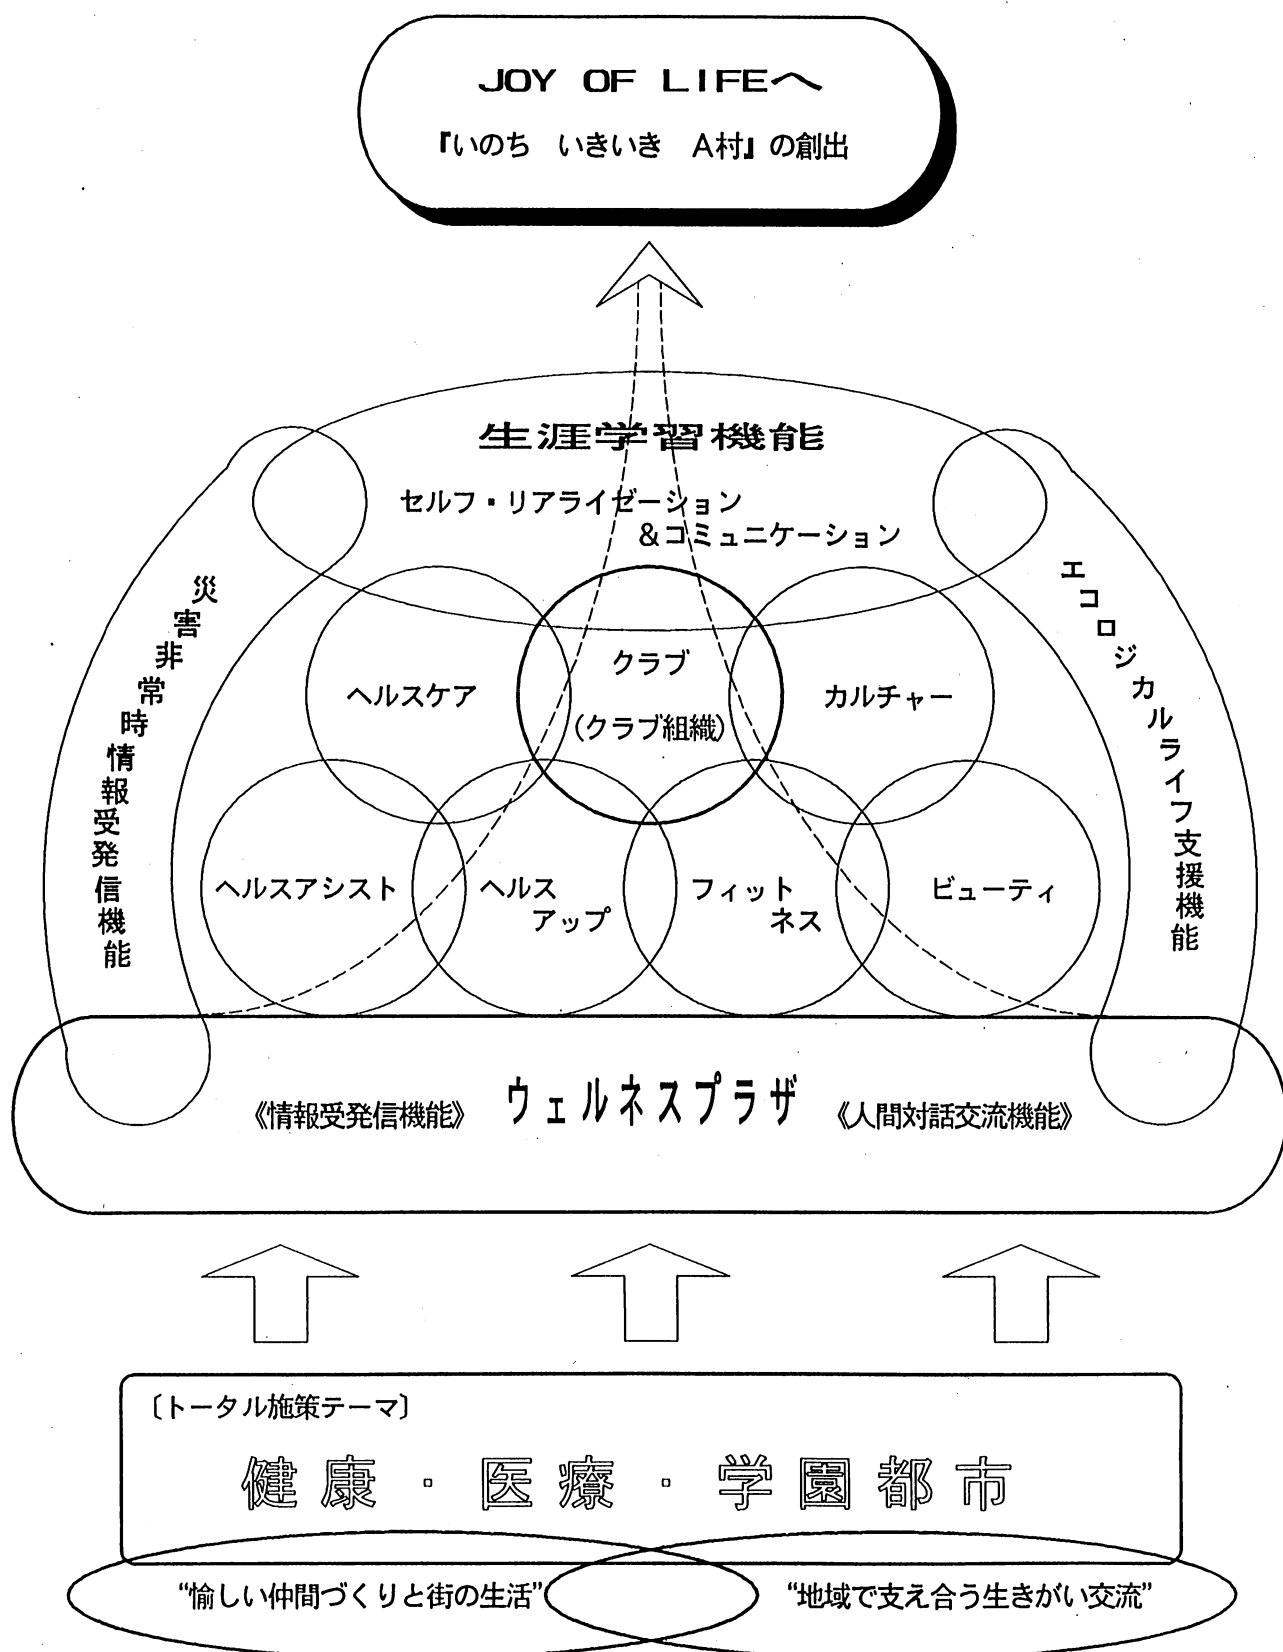 JOY OF LIFEへ
『いのち　いきいき　A村』の創出
生涯学習機能
セルフ・リアライゼーション
&コミュニケーション
災害非常時情報受発信機能
エコロジカルライフ支援機能
ヘルスケア
クラブ
(クラブ組織)
カルチャー
ヘルスアシスト
ヘルス
アップ
フィット
ネス
ビューティ
《情報受発信機能》　ウェルネスプラザ　《人間対話交流機能》
〔トータル施策テーマ〕
健康・医療・学園都市
“愉しい仲間づくりと街の生活”
“地域で支え合う生きがい交流”